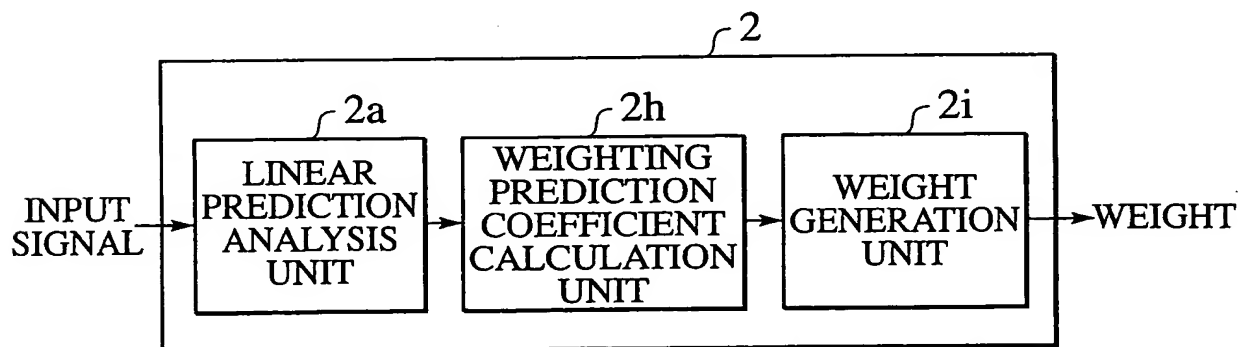 2
2a
2h
2i
INPUT
SIGNAL
LINEAR
PREDICTION
ANALYSIS
UNIT
WEIGHTING
PREDICTION
COEFFICIENT
CALCULATION
UNIT
WEIGHT
GENERATION
UNIT
WEIGHT